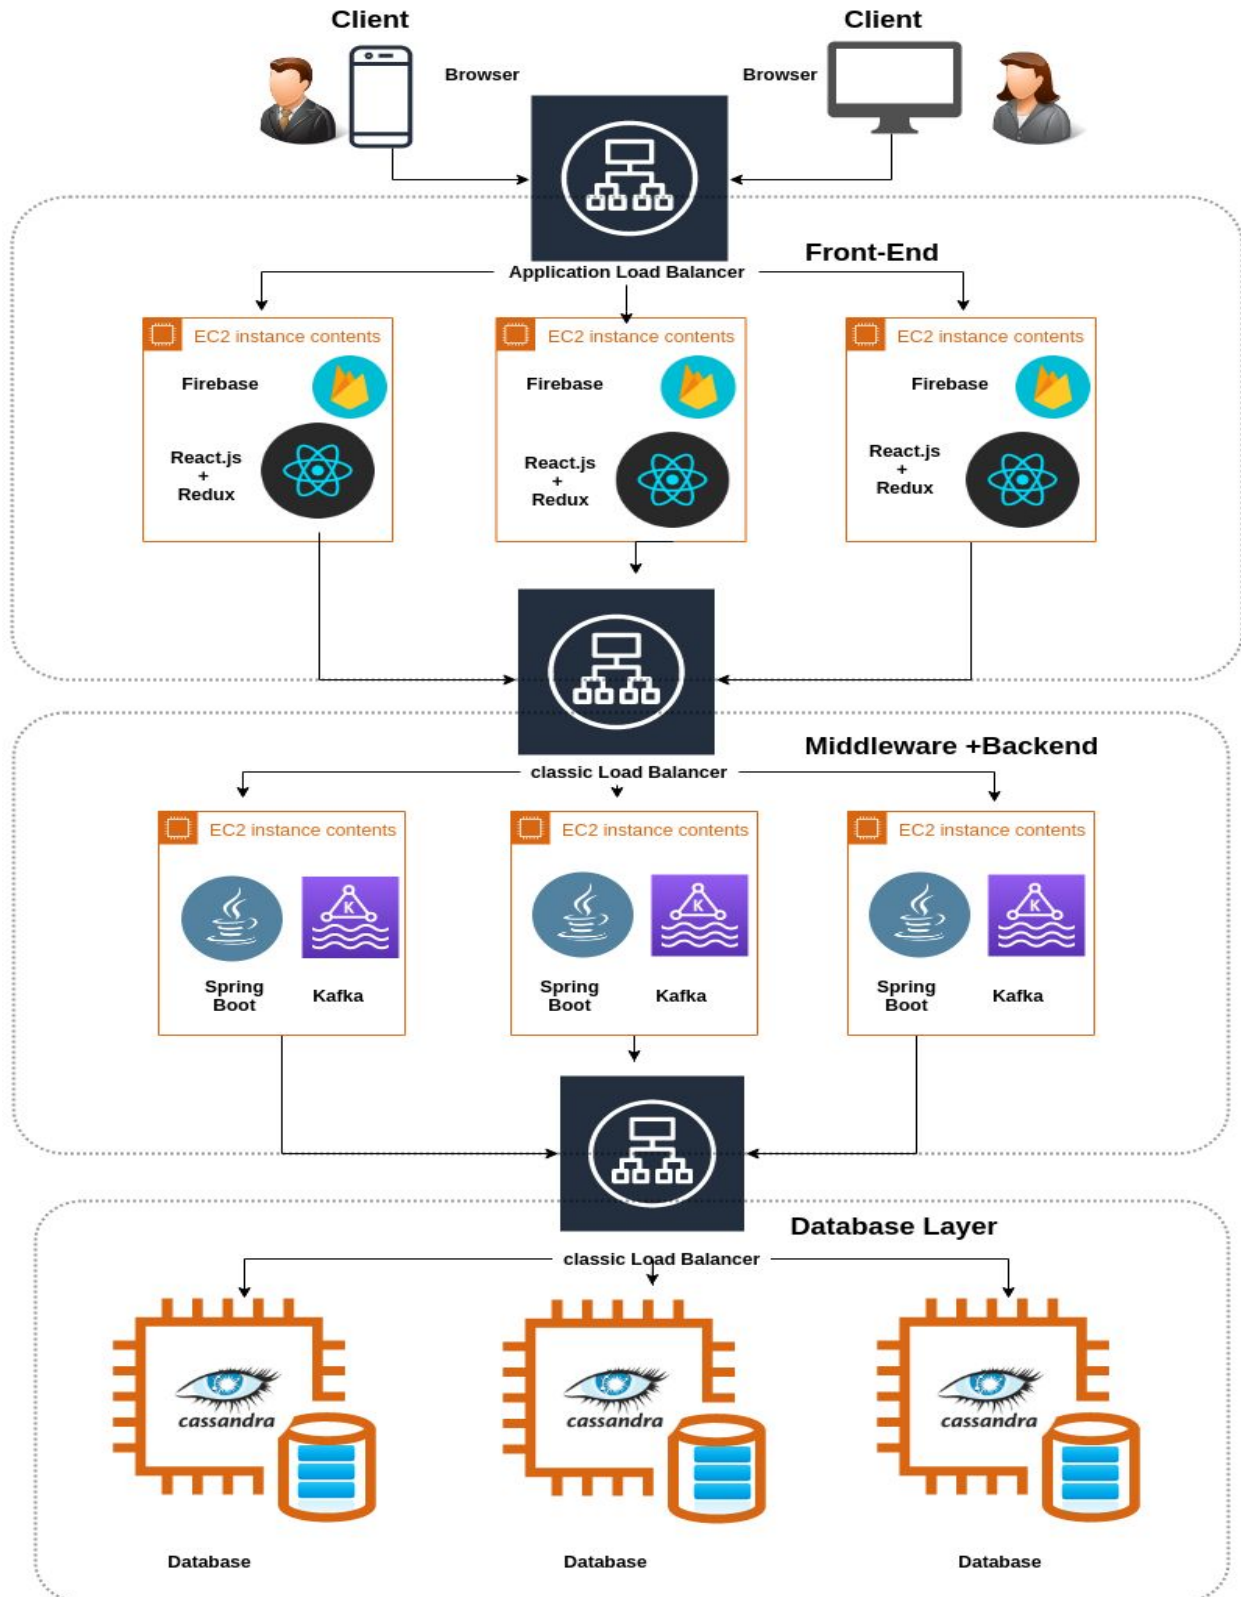 Client
Client
Browser
Browser
Front-End
Application Load Balancer
EC2 instance contents
EC2 instance contents
EC2 instance contents
Firebase
Firebase
Firebase
React.js
+
Redux
React.js
+
Redux
React.js
+
Redux
Middleware +Backend
classic Load Balancer
EC2 instance contents
EC2 instance contents
EC2 instance contents
K
K
K
Spring
Boot
Kafka
Spring
Boot
Kafka
Spring
Boot
Kafka
Database Layer
classic Load Balancer
cassandra
cassandra
cassandra
Database
Database
Database